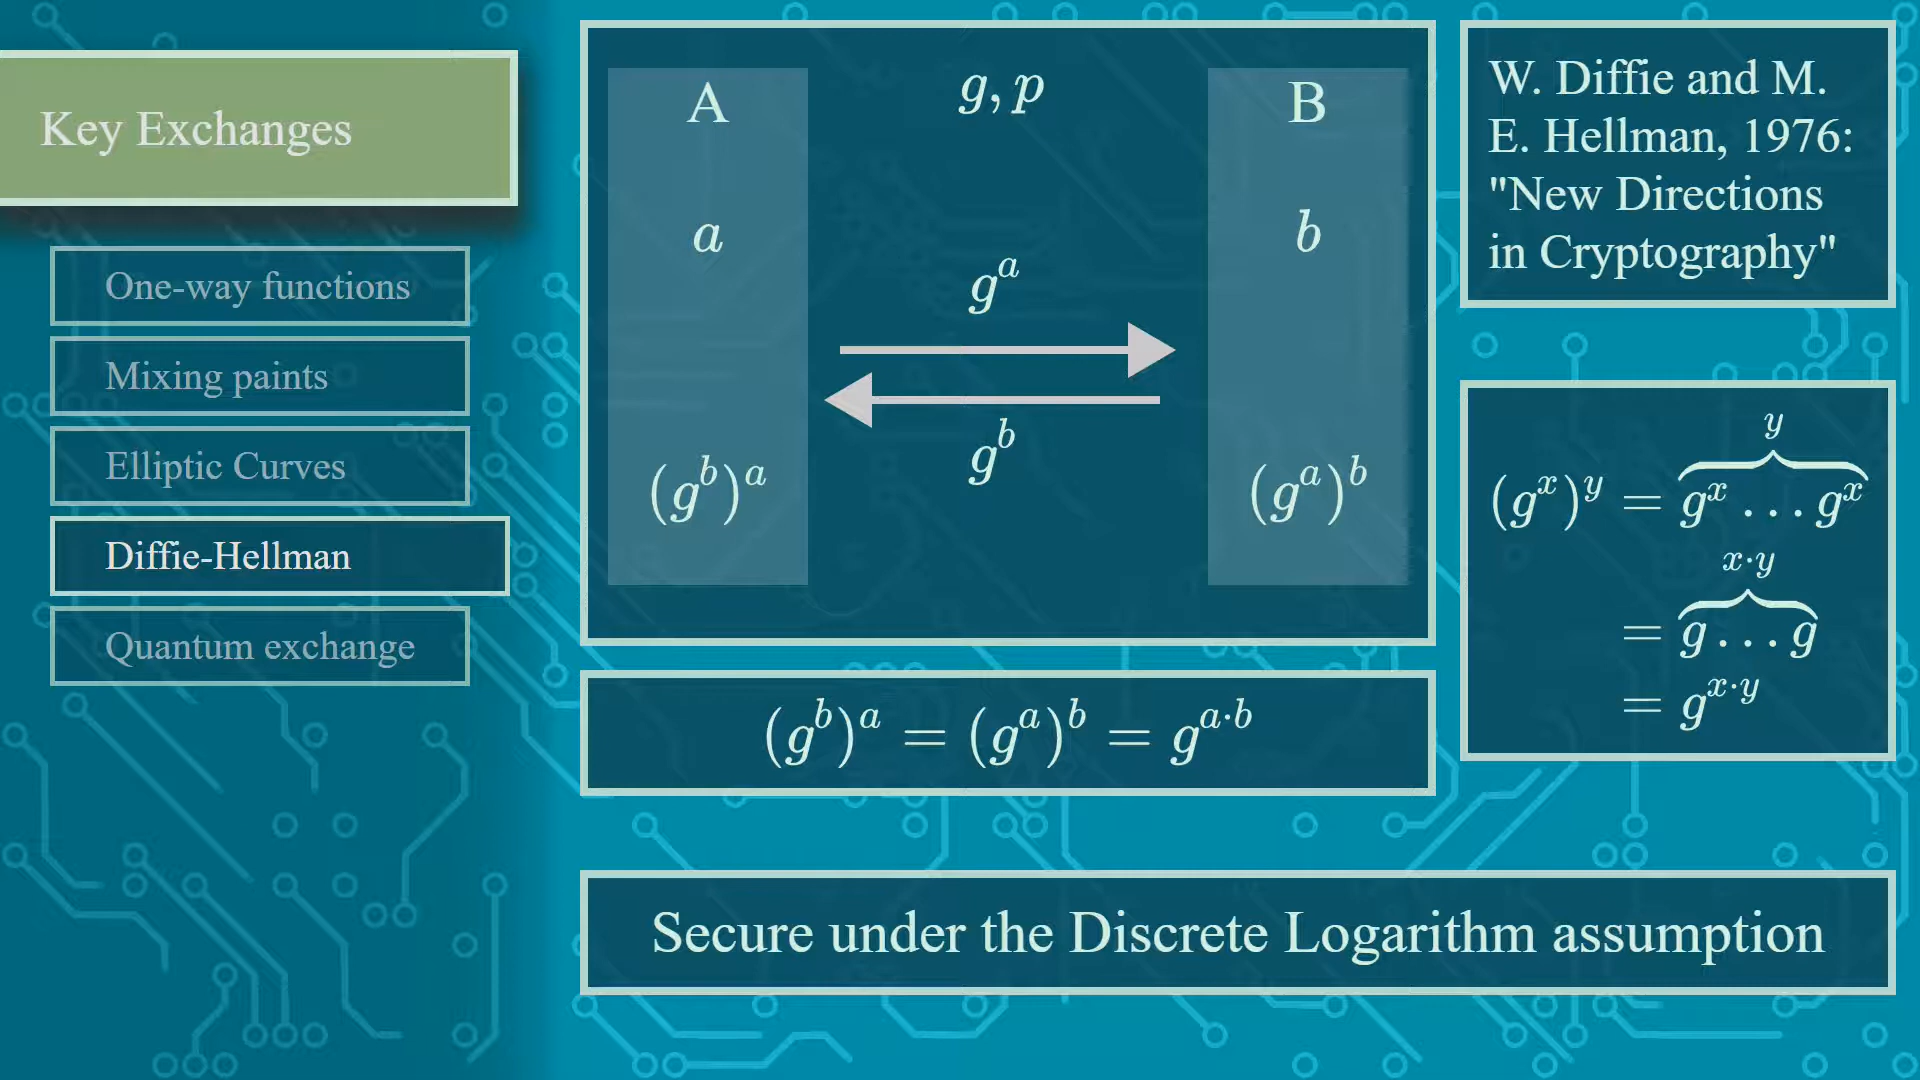 Key Exchanges
One-way functions
Mixing paints
Elliptic Curves
Diffie-Hellman
Quantum exchange
A
g, p
B
a
b
g^a
g^b
(g^b)^a
(g^a)^b
(g^b)^a = (g^a)^b = g^{a·b}
W. Diffie and M.
E. Hellman, 1976:
"New Directions
in Cryptography"
y
(g^x)^y = g^x ... g^x
x·y
= g ... g
= g^{x·y}
Secure under the Discrete Logarithm assumption